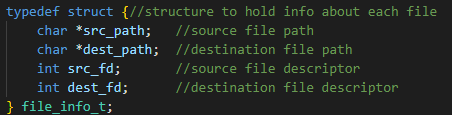 typedef struct {//structure to hold info about each file
    char *src_path;   //source file path
    char *dest_path;  //destination file path
    int src_fd;       //source file descriptor
    int dest_fd;      //destination file descriptor
} file_info_t;